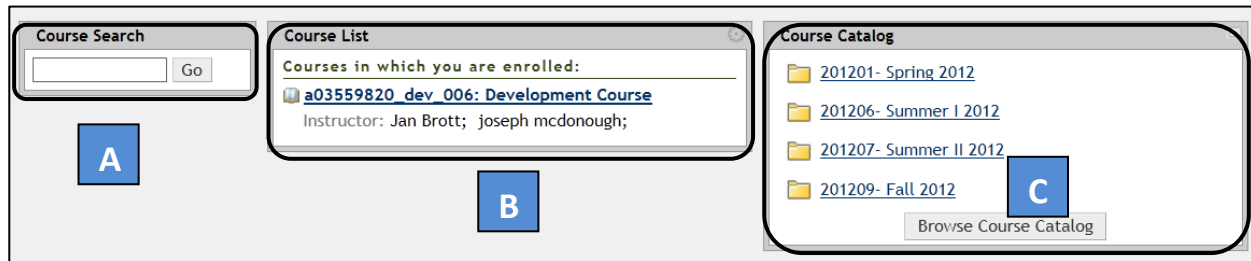 Course Search
Go
A
Course List
Courses in which you are enrolled:
a03559820_dev_006: Development Course
Instructor: Jan Brott; joseph mcdonough;
B
Course Catalog
201201- Spring 2012
201206- Summer I 2012
201207- Summer II 2012
201209- Fall 2012
C
Browse Course Catalog